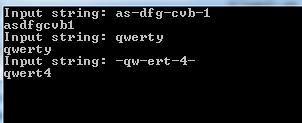 Input string: as-dfg-cvb-1
asdfgcvb1
Input string: qwerty
qwerty
Input string: -qw-ert-4-
qwert4